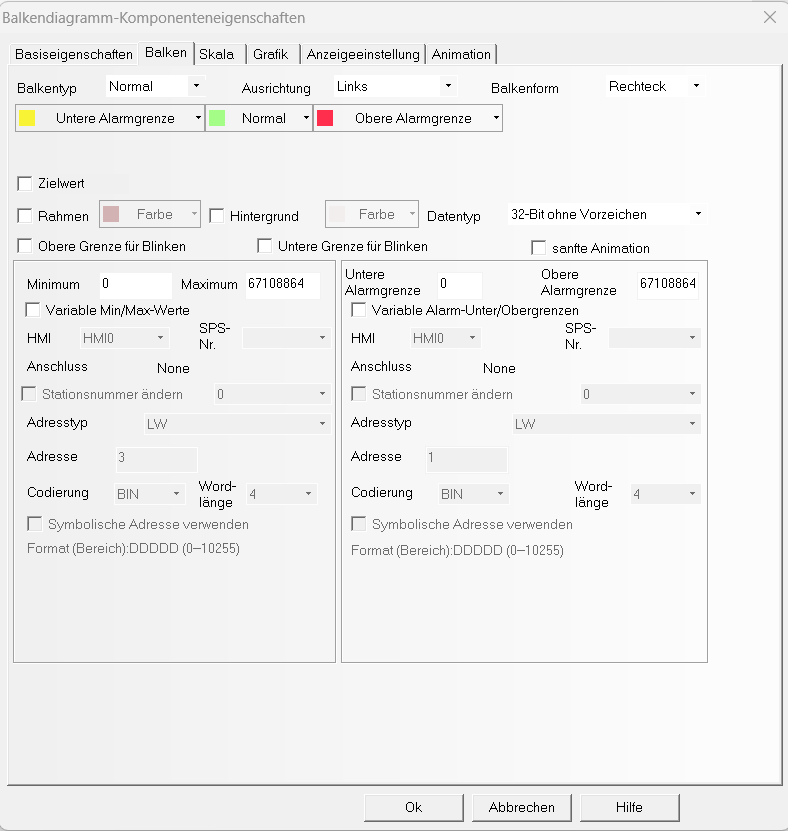 Balkendiagramm-Komponenteneigenschaften
Basiseigenschaften Balken Skala Grafik Anzeigeeinstellung Animation
Balkentyp Normal Ausrichtung Links Balkenform Rechteck
Untere Alarmgrenze Normal Obere Alarmgrenze
Zielwert
Rahmen Farbe Hintergrund Farbe Datentyp 32-Bit ohne Vorzeichen
Obere Grenze für Blinken Untere Grenze für Blinken sanfte Animation
Minimum 0 Maximum 67108864
Variable Min/Max-Werte
HMI HMI0 SPS-
Nr.
Anschluss None
Stationsnummer ändern 0
Adresstyp LW
Adresse 3
Codierung BIN Word-
länge 4
Symbolische Adresse verwenden
Format (Bereich):DDDDD (0~10255)
Untere
Alarmgrenze 0 Obere
Alarmgrenze 67108864
Variable Alarm-Unter/Obergrenzen
HMI HMI0 SPS-
Nr.
Anschluss None
Stationsnummer ändern 0
Adresstyp LW
Adresse 1
Codierung BIN Word-
länge 4
Symbolische Adresse verwenden
Format (Bereich):DDDDD (0~10255)
Ok Abbrechen Hilfe